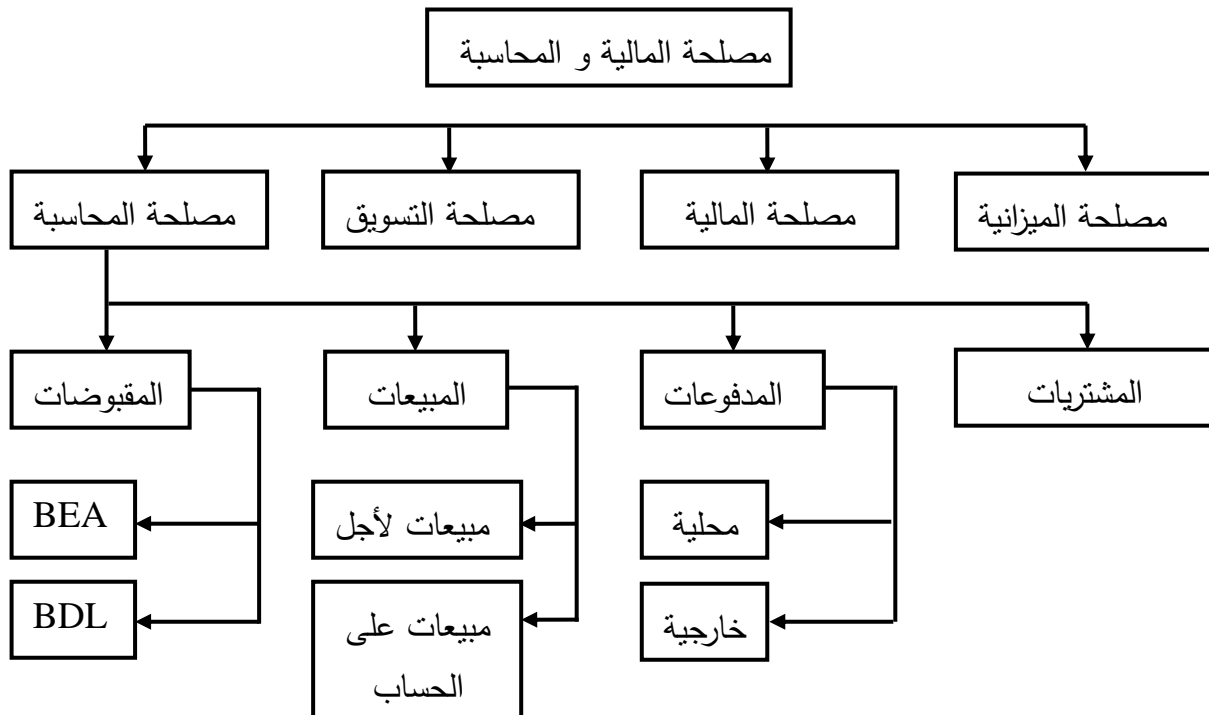 مصلحة المالية و المحاسبة
مصلحة الميزانية
مصلحة المالية
مصلحة التسويق
مصلحة المحاسبة
المشتريات
المدفوعات
المبيعات
المقبوضات
محلية
مبيعات لأجل
BEA
خارجية
مبيعات على
الحساب
BDL